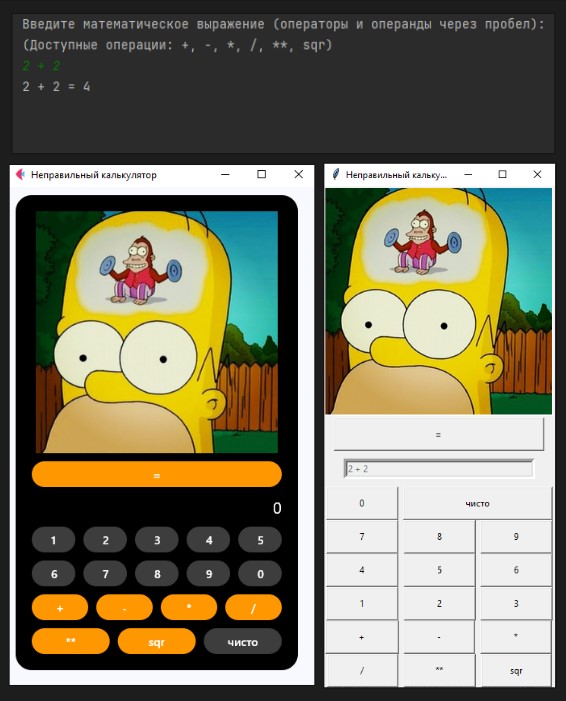 Введите математическое выражение (операторы и операнды через пробел):
(Доступные операции: +, -, *, /, **, sqr)
2 + 2
2 + 2 = 4
Неправильный калькулятор
=
0
1 2 3 4 5
6 7 8 9 0
+ - * /
** sqr чисто
Неправильный кальку...
=
2 + 2
0 чисто
7 8 9
4 5 6
1 2 3
+ - *
/ ** sqr